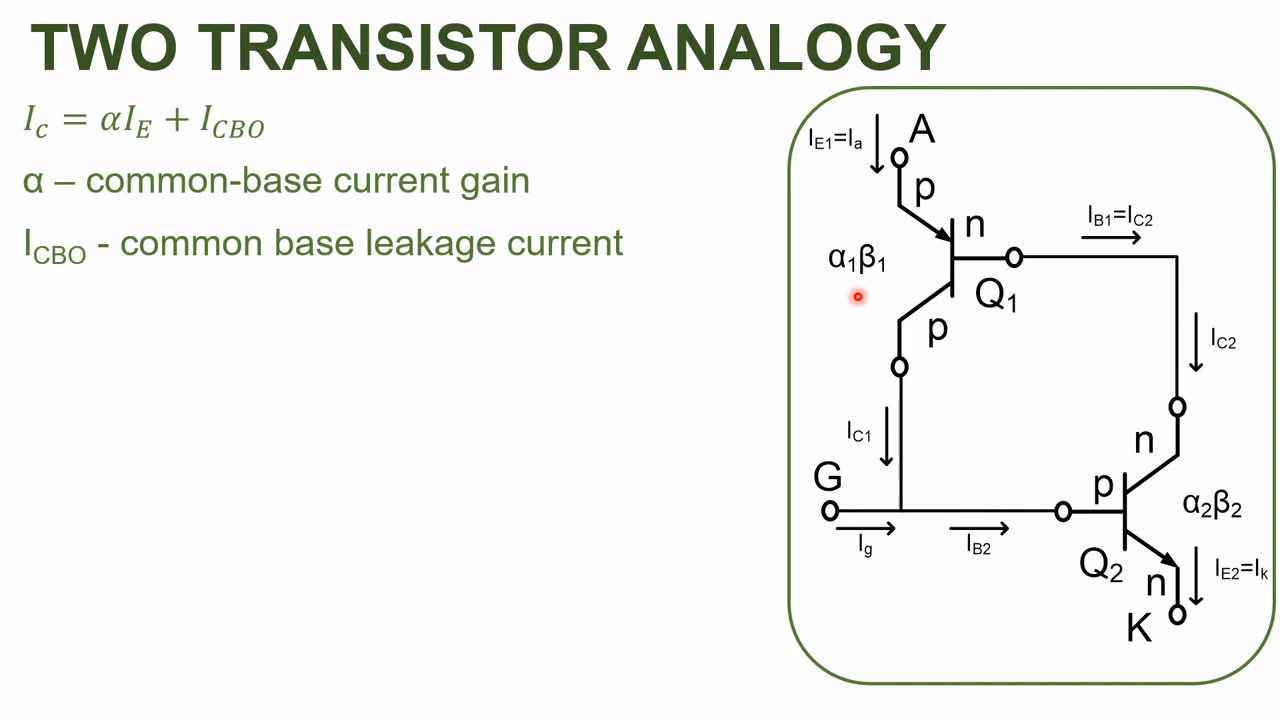 TWO TRANSISTOR ANALOGY
I_c = αI_E + I_CBO
α – common-base current gain
I_CBO - common base leakage current
I_E1=I_a
A
p
n
I_B1=I_C2
α₁β₁
Q₁
p
I_C2
I_C1
n
G
p
α₂β₂
I_g
I_B2
Q₂
n
I_E2=I_k
K